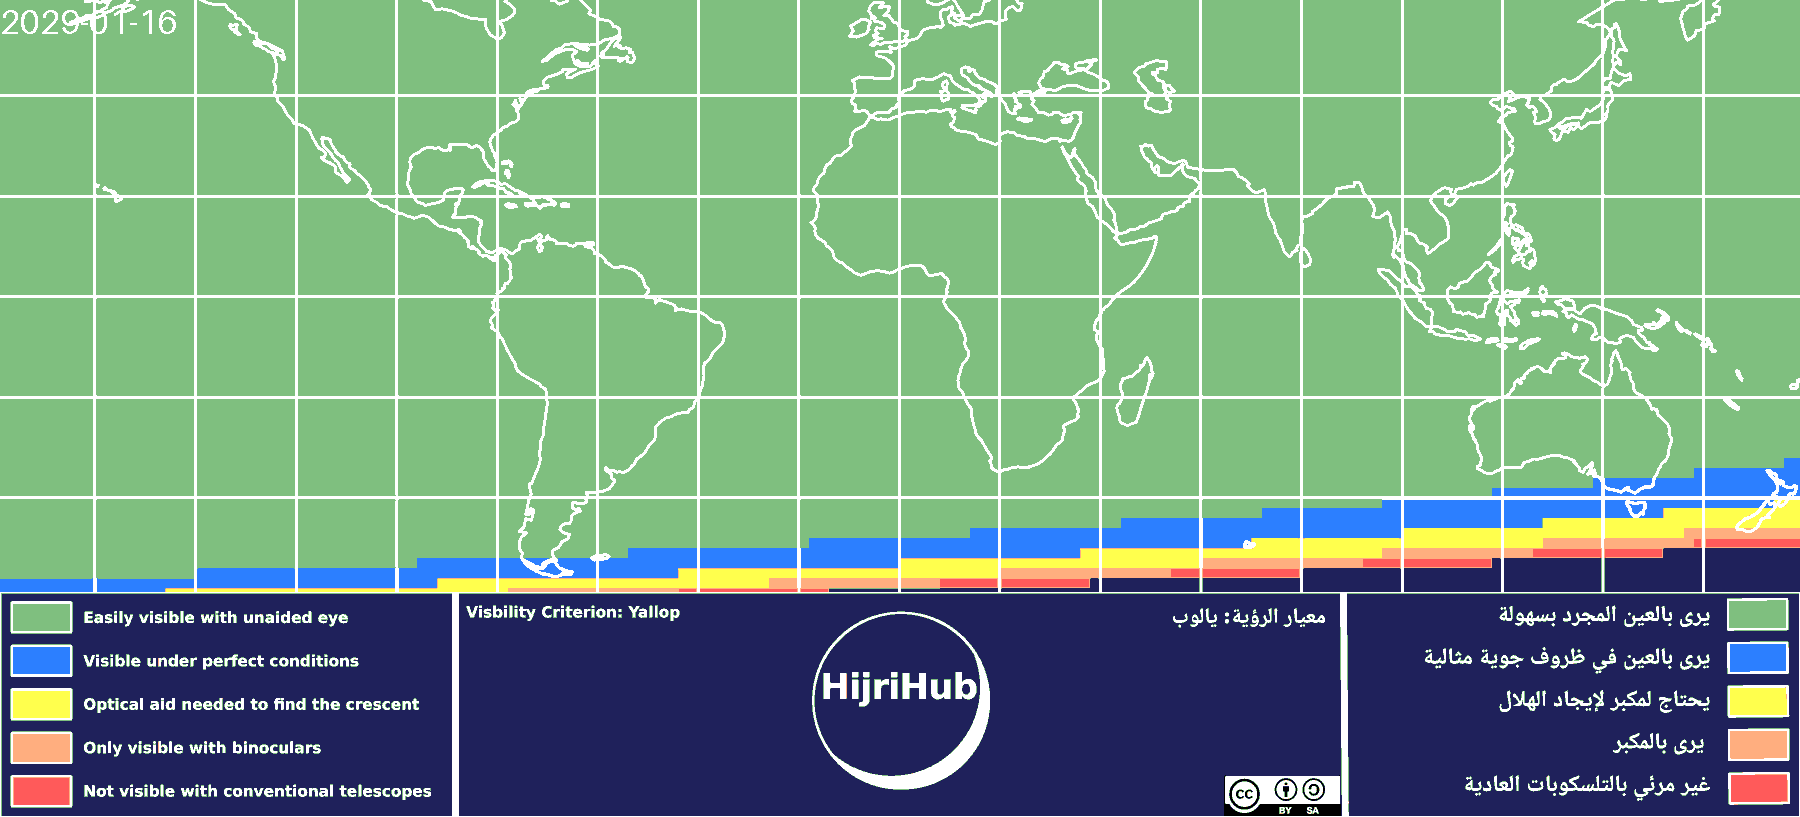 2029-01-16
Easily visible with unaided eye
Visible under perfect conditions
Optical aid needed to find the crescent
Only visible with binoculars
Not visible with conventional telescopes
Visbility Criterion: Yallop
معيار الرؤية: يالوب
HijriHub
cc
BY SA
يرى بالعين المجرد بسهولة
يرى بالعين في ظروف جوية مثالية
يحتاج لمكبر لإيجاد الهلال
يرى بالمكبر
غير مرئي بالتلسكوبات العادية